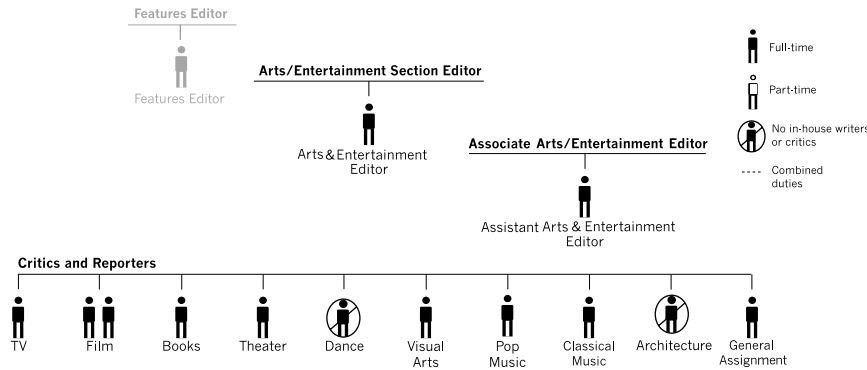 Features Editor
Features Editor
Arts/Entertainment Section Editor
Arts & Entertainment
Editor
Associate Arts/Entertainment Editor
Assistant Arts & Entertainment
Editor
Full-time
Part-time
No in-house writers
or critics
Combined
duties
Critics and Reporters
TV
Film
Books
Theater
Dance
Visual
Arts
Pop
Music
Classical
Music
Architecture
General
Assignment